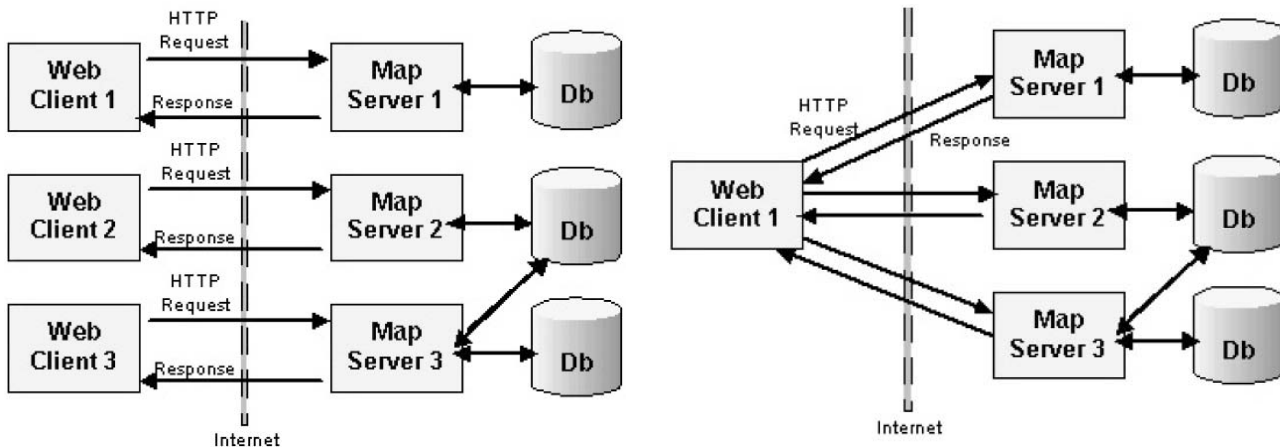 HTTP
Request
Web
Client 1
Map
Server 1
Db
Response
HTTP
Request
Web
Client 2
Map
Server 2
Db
Response
HTTP
Request
Web
Client 3
Map
Server 3
Db
Response
Internet
Map
Server 1
Db
HTTP
Request
Response
Web
Client 1
Map
Server 2
Db
Map
Server 3
Db
Internet